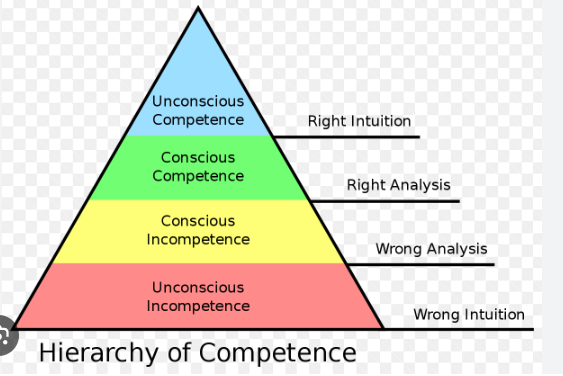 Unconscious
Competence
Right Intuition
Conscious
Competence
Right Analysis
Conscious
Incompetence
Wrong Analysis
Unconscious
Incompetence
Wrong Intuition
Hierarchy of Competence